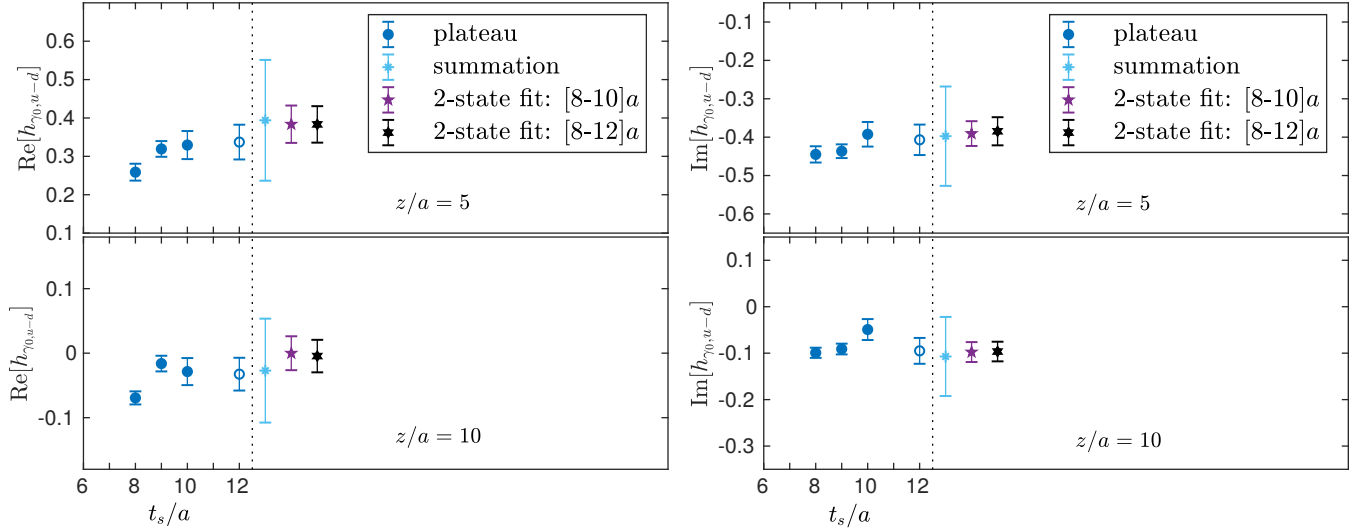 Re[h_{γ0,u−d}]
0.6
0.5
0.4
0.3
0.2
0.1
plateau
summation
2-state fit: [8-10]a
2-state fit: [8-12]a
z/a = 5
Re[h_{γ0,u−d}]
0.1
0
-0.1
z/a = 10
6 8 10 12
t_s/a
Im[h_{γ0,u−d}]
-0.1
-0.2
-0.3
-0.4
-0.5
-0.6
plateau
summation
2-state fit: [8-10]a
2-state fit: [8-12]a
z/a = 5
Im[h_{γ0,u−d}]
0.1
0
-0.1
-0.2
-0.3
z/a = 10
6 8 10 12
t_s/a